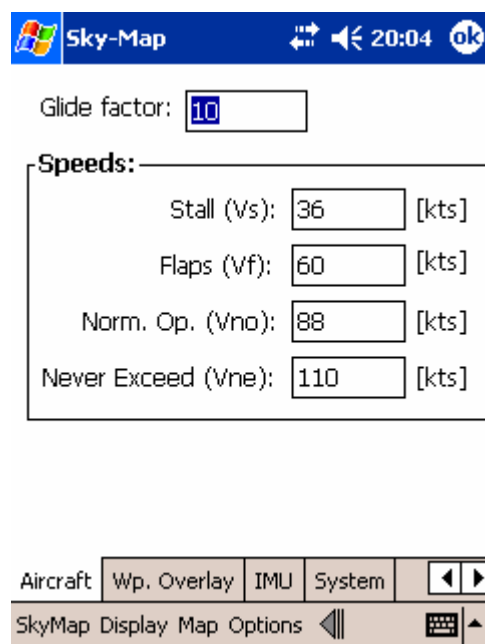 Sky-Map 20:04 ok
Glide factor: 10
Speeds:
Stall (Vs): 36 [kts]
Flaps (Vf): 60 [kts]
Norm. Op. (Vno): 88 [kts]
Never Exceed (Vne): 110 [kts]
Aircraft Wp. Overlay IMU System
SkyMap Display Map Options